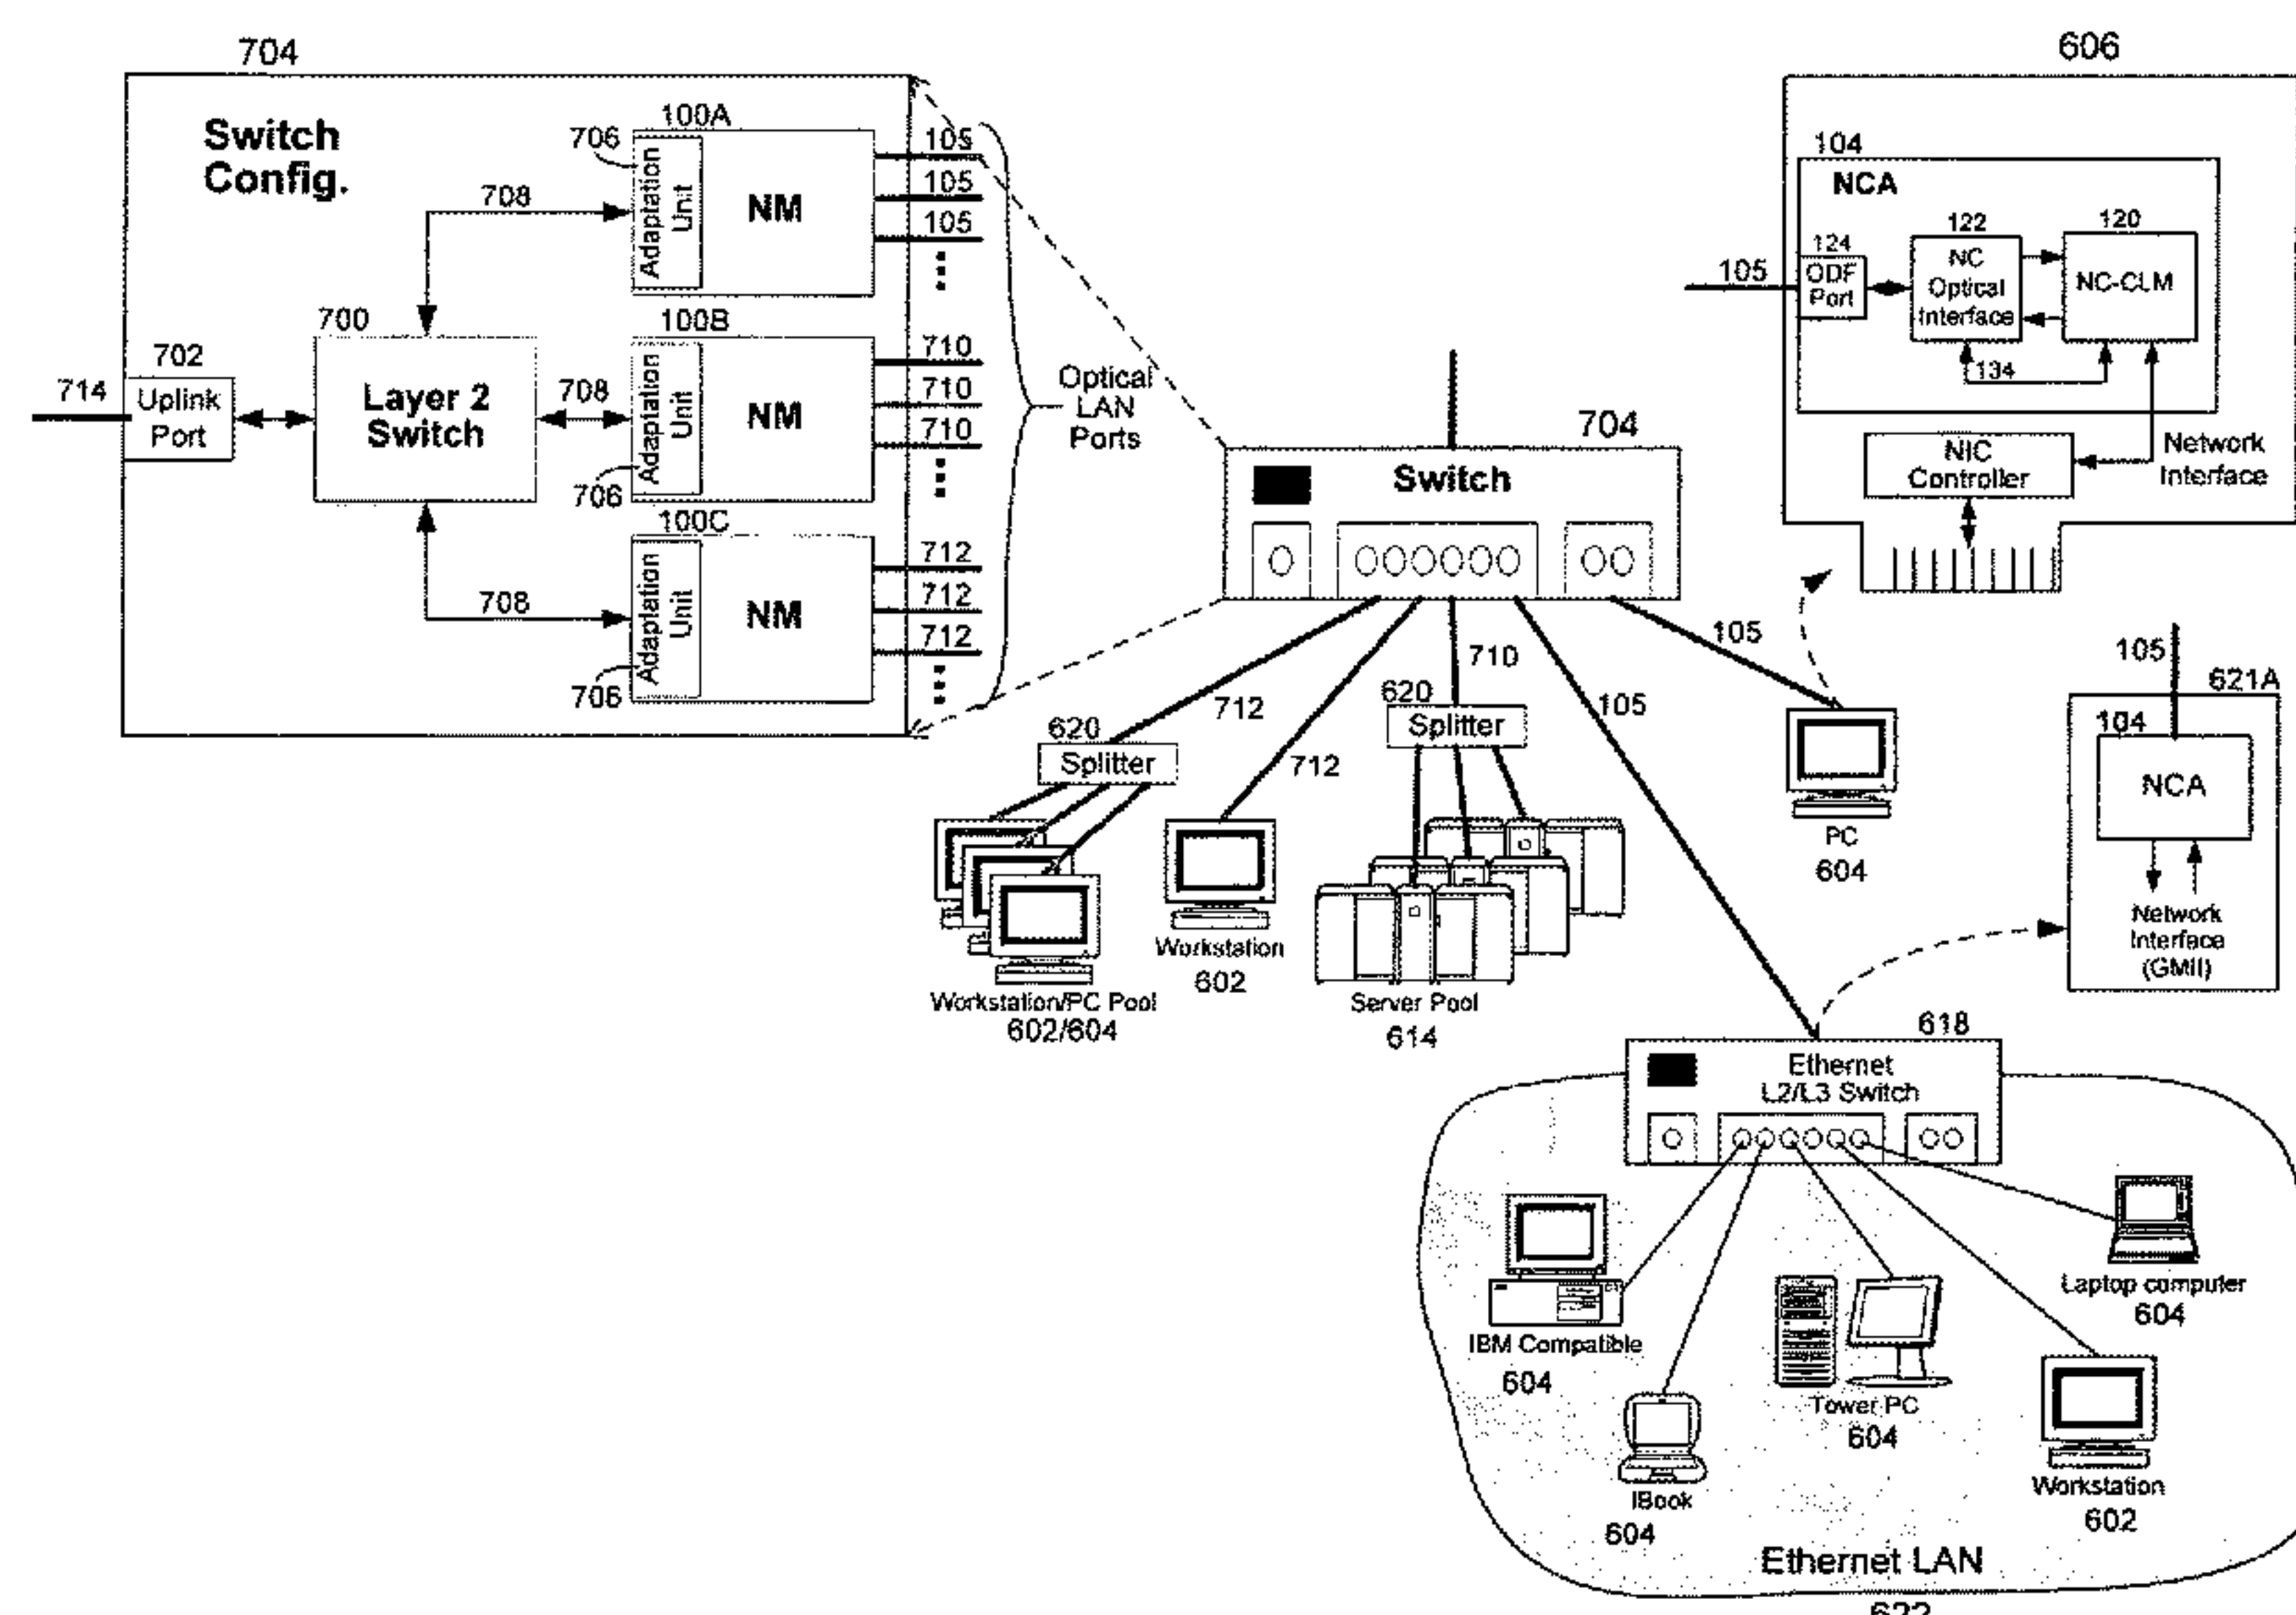 704
Switch
Config.
100A
706
Adaptation
Unit
NM
105
105
105
708
700
702
714
Uplink
Port
Layer 2
Switch
708
100B
Adaptation
Unit
NM
706
710
710
710
Optical
LAN
Ports
100C
Adaptation
Unit
NM
708
706
712
712
712
606
104
NCA
122
120
124
ODF
Port
105
NC
Optical
Interface
NC-CLM
134
NIC
Controller
Network
Interface
704
Switch
105
710
712
712
105
620
Splitter
620
Splitter
Workstation/PC Pool
602/604
Workstation
602
Server Pool
614
PC
604
105
621A
104
NCA
Network
Interface
(GMII)
618
Ethernet
L2/L3 Switch
Laptop computer
604
IBM Compatible
604
Tower PC
604
IBook
604
Workstation
602
Ethernet LAN
622